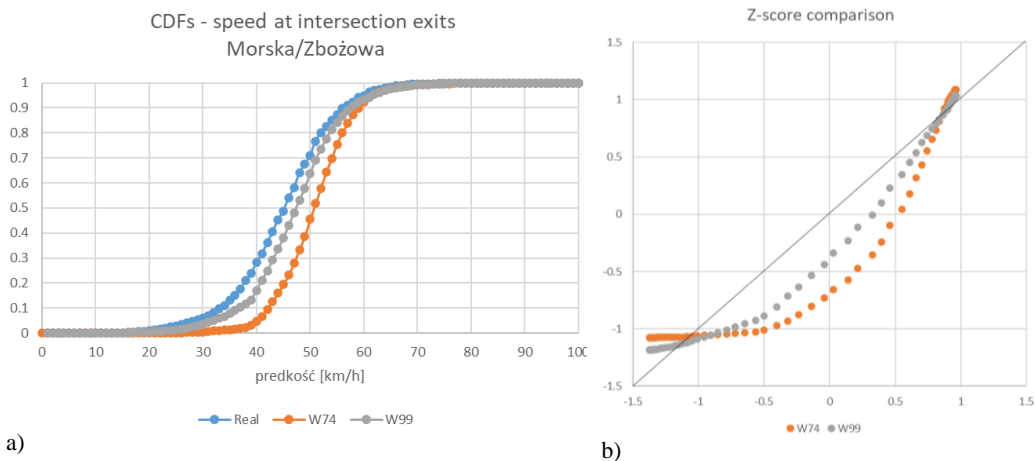 CDFs - speed at intersection exits
Morska/Zbożowa
1
0.9
0.8
0.7
0.6
0.5
0.4
0.3
0.2
0.1
0
0 10 20 30 40 50 60 70 80 90 100
predkość [km/h]
Real W74 W99
a)
Z-score comparison
1.5
1
0.5
0
-0.5
-1
-1.5
-1.5 -1 -0.5 0 0.5 1 1.5
W74 W99
b)